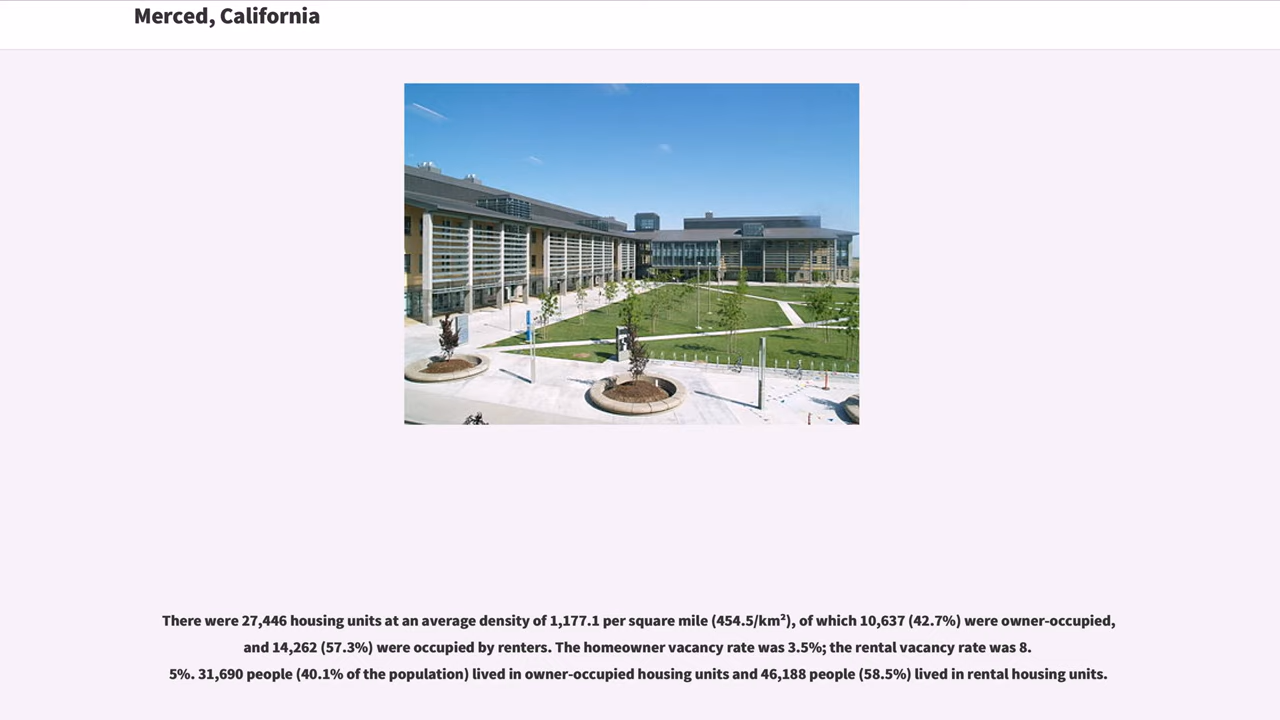 Merced, California
There were 27,446 housing units at an average density of 1,177.1 per square mile (454.5/km²), of which 10,637 (42.7%) were owner-occupied,
and 14,262 (57.3%) were occupied by renters. The homeowner vacancy rate was 3.5%; the rental vacancy rate was 8.
5%. 31,690 people (40.1% of the population) lived in owner-occupied housing units and 46,188 people (58.5%) lived in rental housing units.